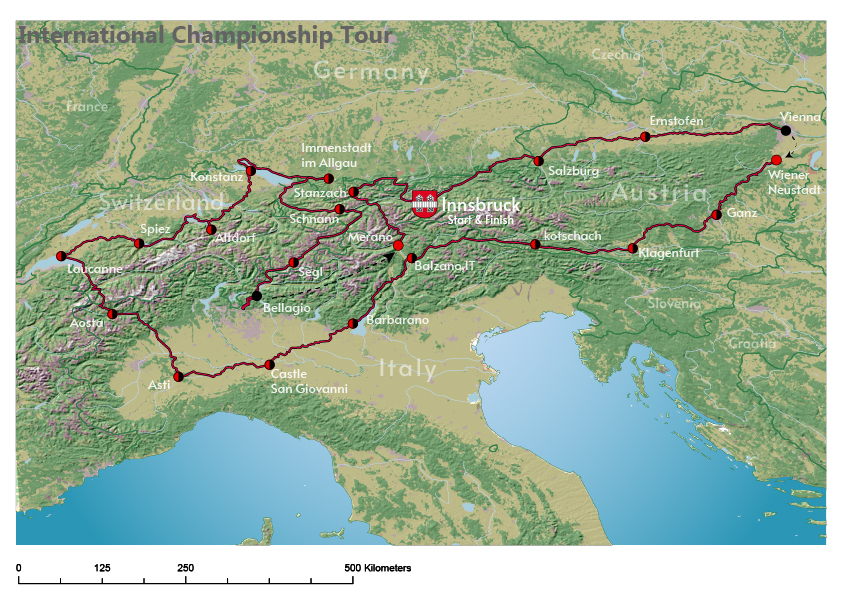 International Championship Tour
Czechia
Germany
France
Vienna
Ernstofen
Immenstadt
im Allgau
Salzburg
Konstanz
Wiener
Neustadt
Stanzach
Austria
Switzerland
Innsbruck
Start & Finish
Schnann
Ganz
Spiez
Altdorf
Merano
kotschach
Klagenfurt
Loucanne
Segl
Balzano,IT
Bellagio
Slovenia
Aosta
Barbarano
Croatia
Italy
Castle
San Giovanni
Asti
0 125 250 500 Kilometers